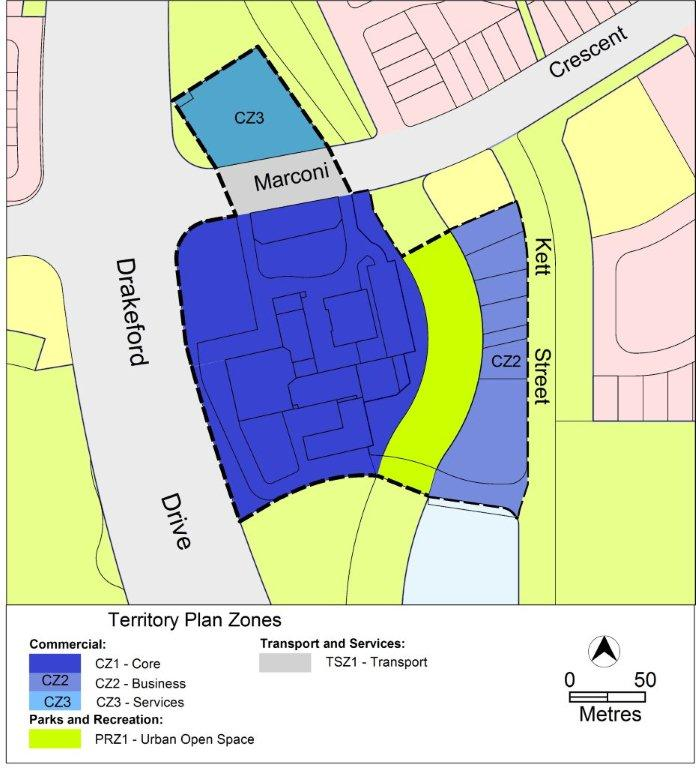 Crescent
CZ3
Marconi
Kett
Drakeford
CZ2
Street
Drive
Territory Plan Zones
Commercial:
CZ1 - Core
CZ2
CZ2 - Business
CZ3
CZ3 - Services
Parks and Recreation:
PRZ1 - Urban Open Space
Transport and Services:
TSZ1 - Transport
0 50
Metres